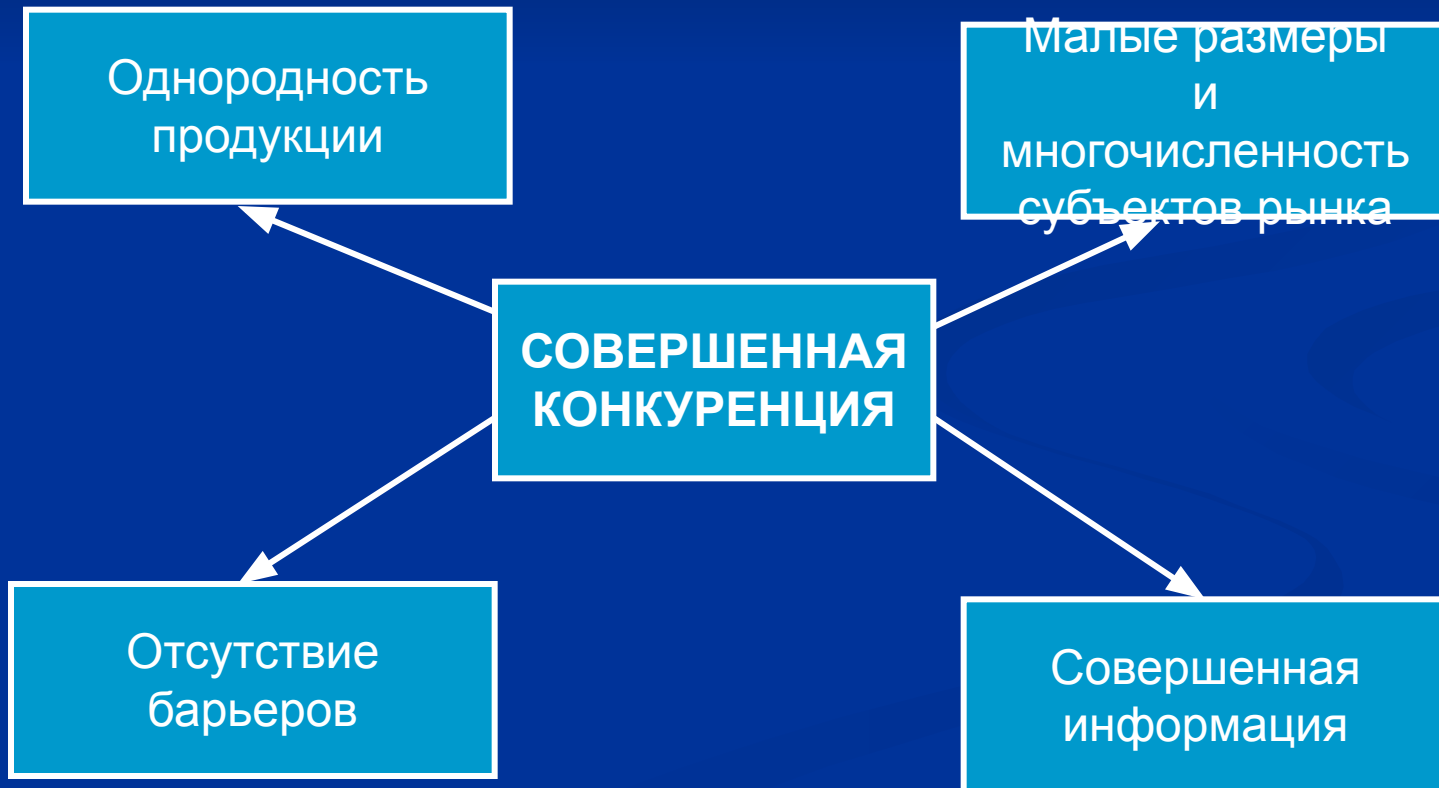 Однородность
продукции
Малые размеры
и
многочисленность
субъектов рынка
СОВЕРШЕННАЯ
КОНКУРЕНЦИЯ
Отсутствие
барьеров
Совершенная
информация